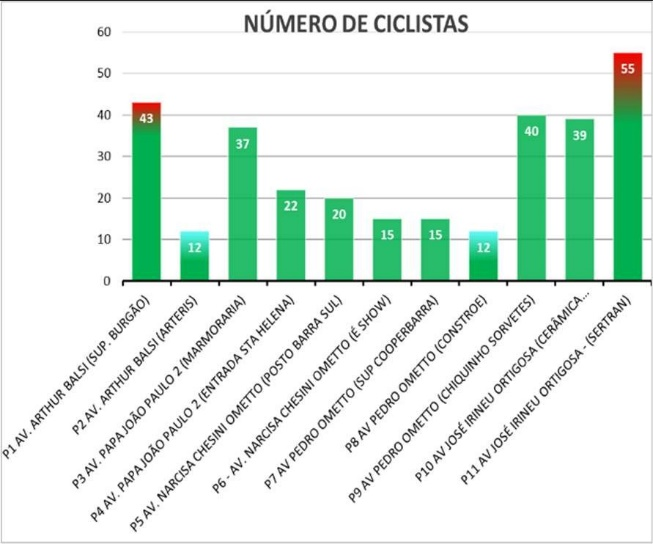 NÚMERO DE CICLISTAS
60
50
40
30
20
10
0
43
12
37
22
20
15
15
12
40
39
55
P1 AV. ARTHUR BALSI (SUP. BURGÃO)
P2 AV. ARTHUR BALSI (ARTERIS)
P3 AV. PAPA JOÃO PAULO 2 (MARMORARIA)
P4 AV. PAPA JOÃO PAULO 2 (ENTRADA STA HELENA)
P5 AV. NARCISA CHESINI OMETTO (POSTO BARRA SUL)
P6 - AV. NARCISA CHESINI OMETTO (É SHOW)
P7 AV PEDRO OMETTO (SUP COOPERBARRA)
P8 AV PEDRO OMETTO (CONSTROE)
P9 AV PEDRO OMETTO (CHIQUINHO SORVETES)
P10 AV JOSÉ IRINEU ORTIGOSA (CERÂMICA...
P11 AV JOSÉ IRINEU ORTIGOSA - (SERTRAN)